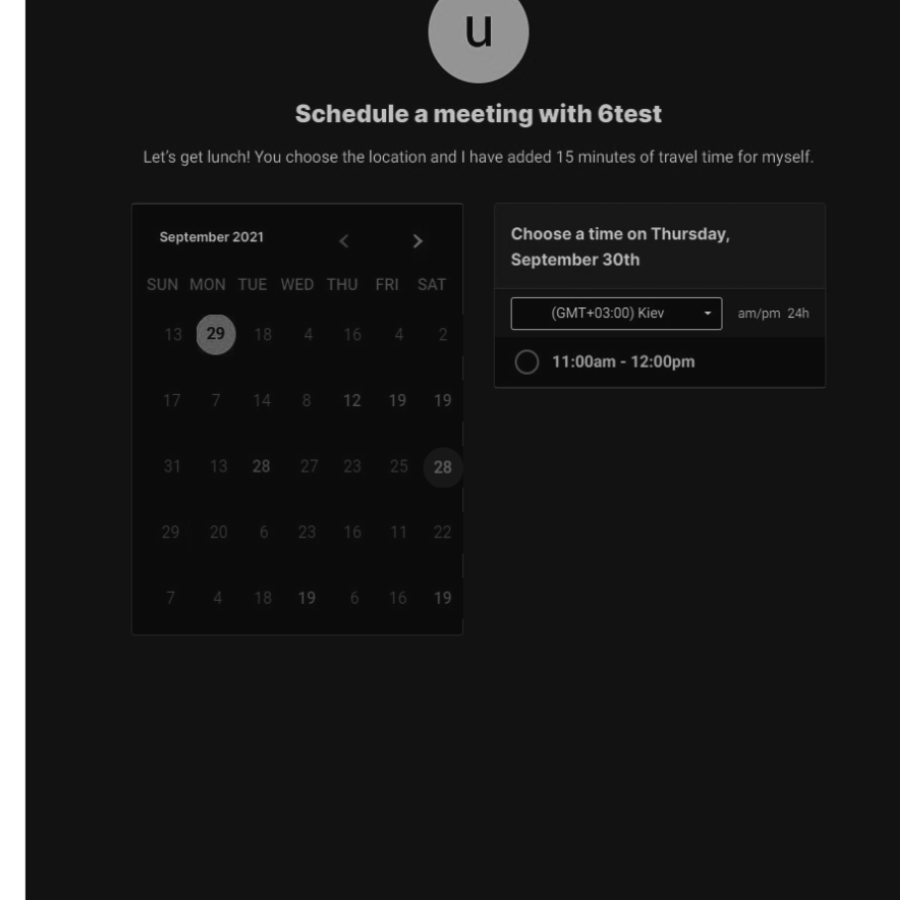 u
Schedule a meeting with 6test
Let's get lunch! You choose the location and I have added 15 minutes of travel time for myself.
September 2021
SUN MON TUE WED THU FRI SAT
13 29 18 4 16 4 2
17 7 14 8 12 19 19
31 13 28 27 23 25 28
29 20 6 23 16 11 22
7 4 18 19 6 16 19
Choose a time on Thursday,
September 30th
(GMT+03:00) Kiev am/pm 24h
11:00am - 12:00pm